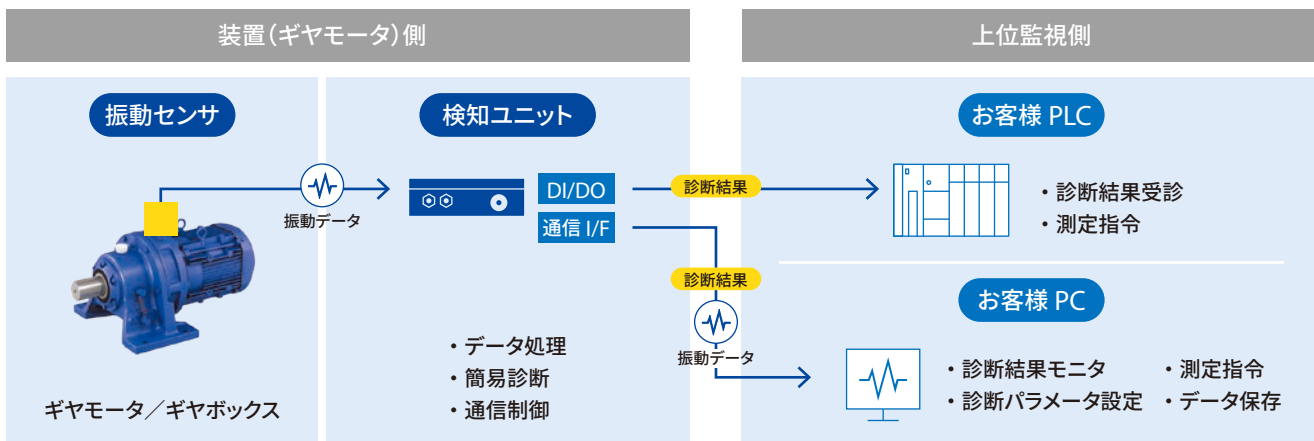 装置(ギヤモータ)側
振動センサ
振動データ
ギヤモータ／ギヤボックス
検知ユニット
DI/DO
通信 I/F
・データ処理
・簡易診断
・通信制御
診断結果
診断結果
振動データ
上位監視側
お客様 PLC
・診断結果受診
・測定指令
お客様 PC
・診断結果モニタ ・測定指令
・診断パラメータ設定 ・データ保存